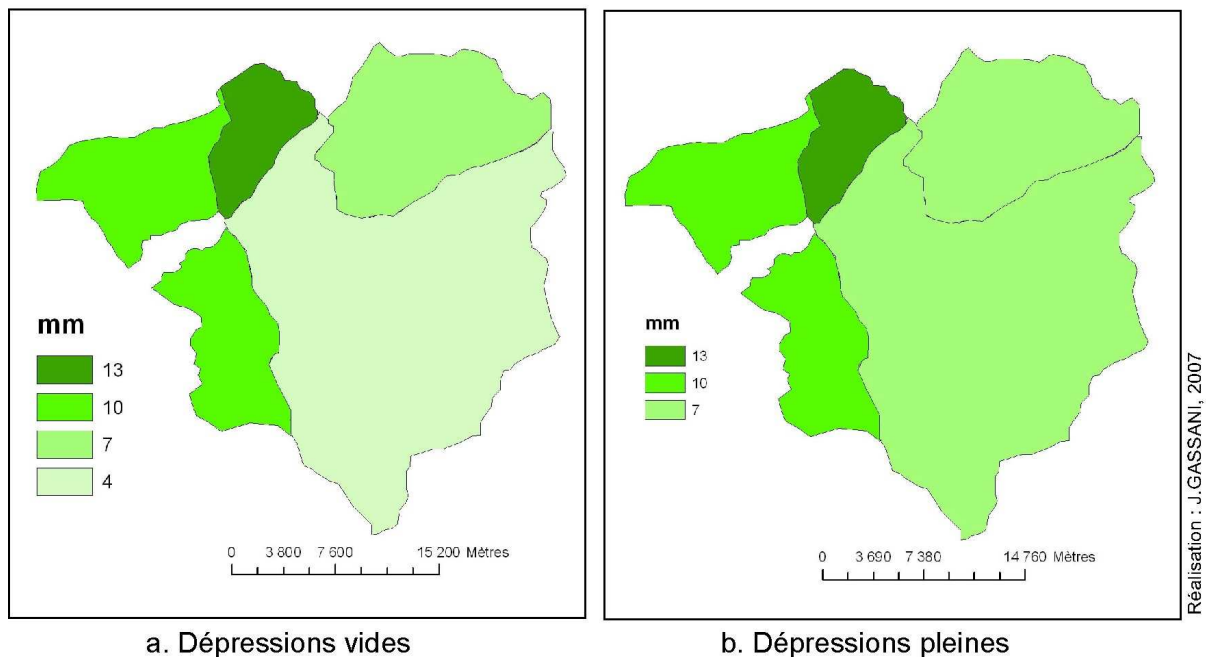 mm
13
10
7
4
0 3 800 7 600 15 200 Mètres
a. Dépressions vides
mm
13
10
7
0 3 690 7 380 14 760 Mètres
b. Dépressions pleines
Réalisation : J.GASSANI, 2007